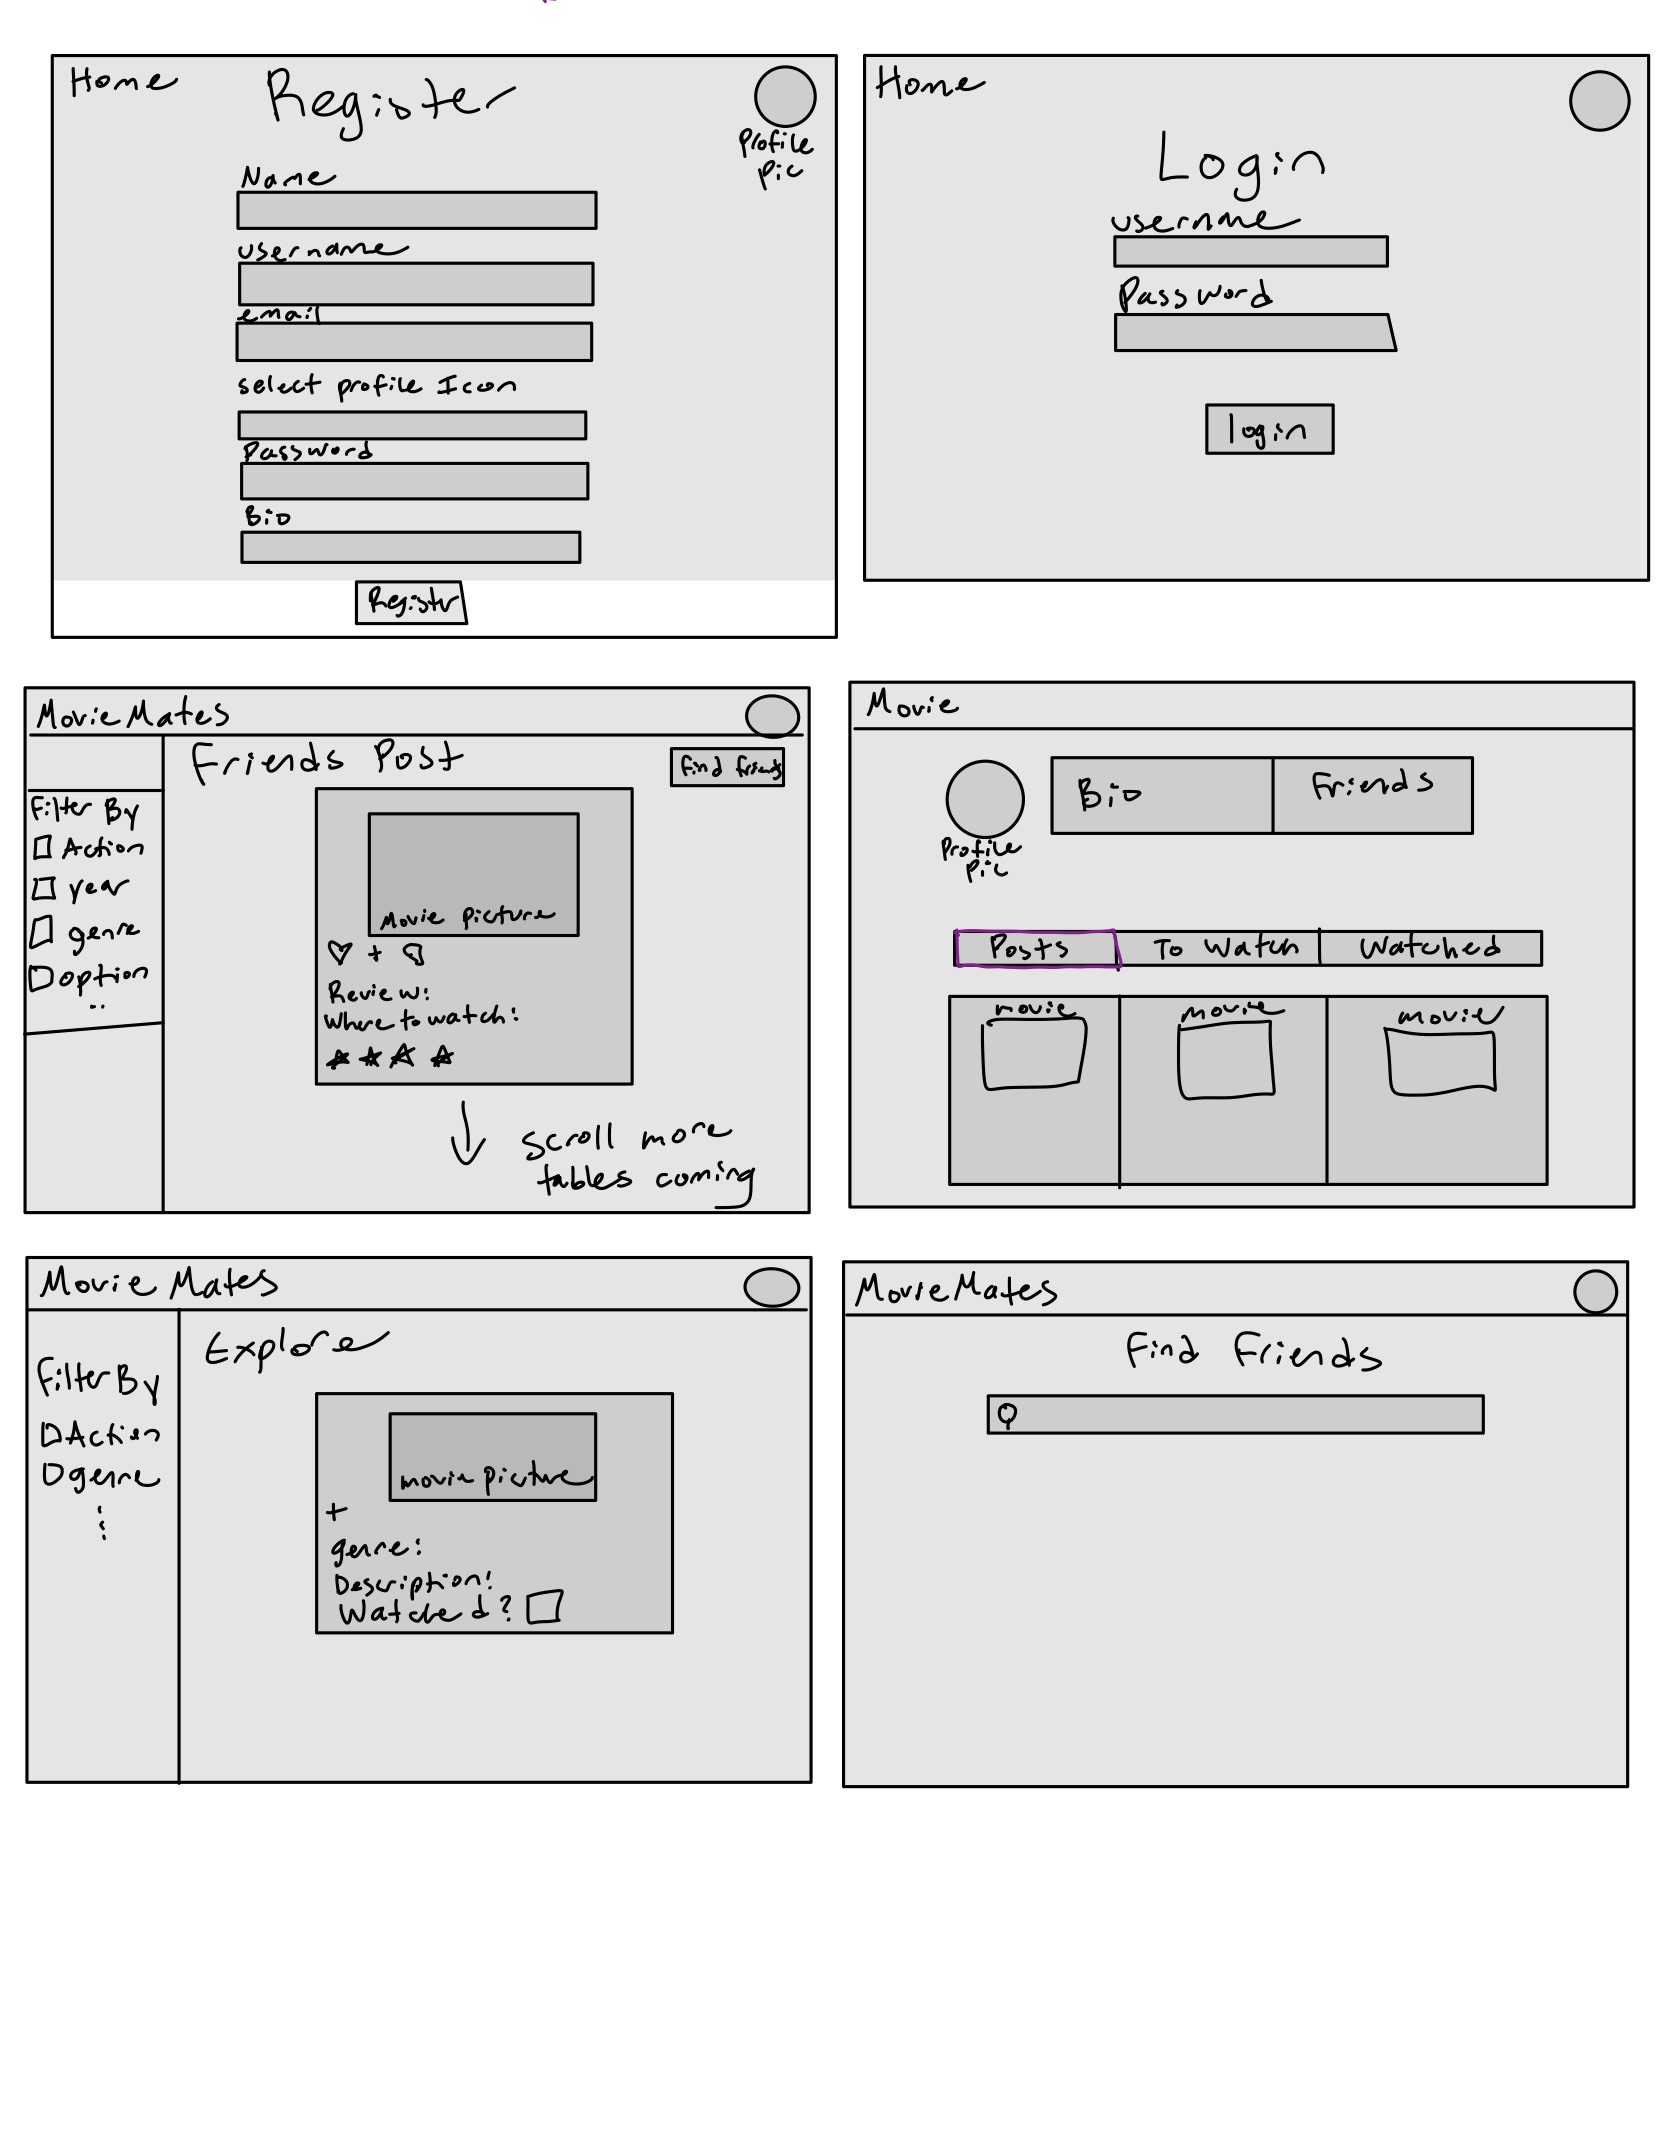 Home
Register
Profile
Pic
Name
username
email
select profile Icon
Password
Bio
Registr
Home
Login
username
Password
login
MovieMates
Friends Post
find friends
Filter By
Action
year
genre
option
..
Movie picture
+
Review:
Where to watch:
scroll more
tables coming
Movie
Bio
Friends
Profile
Pic
Posts
To Watch
Watched
movie
movie
movie
Movie Mates
Explore
Filter By
Action
genre
movie picture
+
genre:
Description:
Watched?
MovieMates
Find Friends